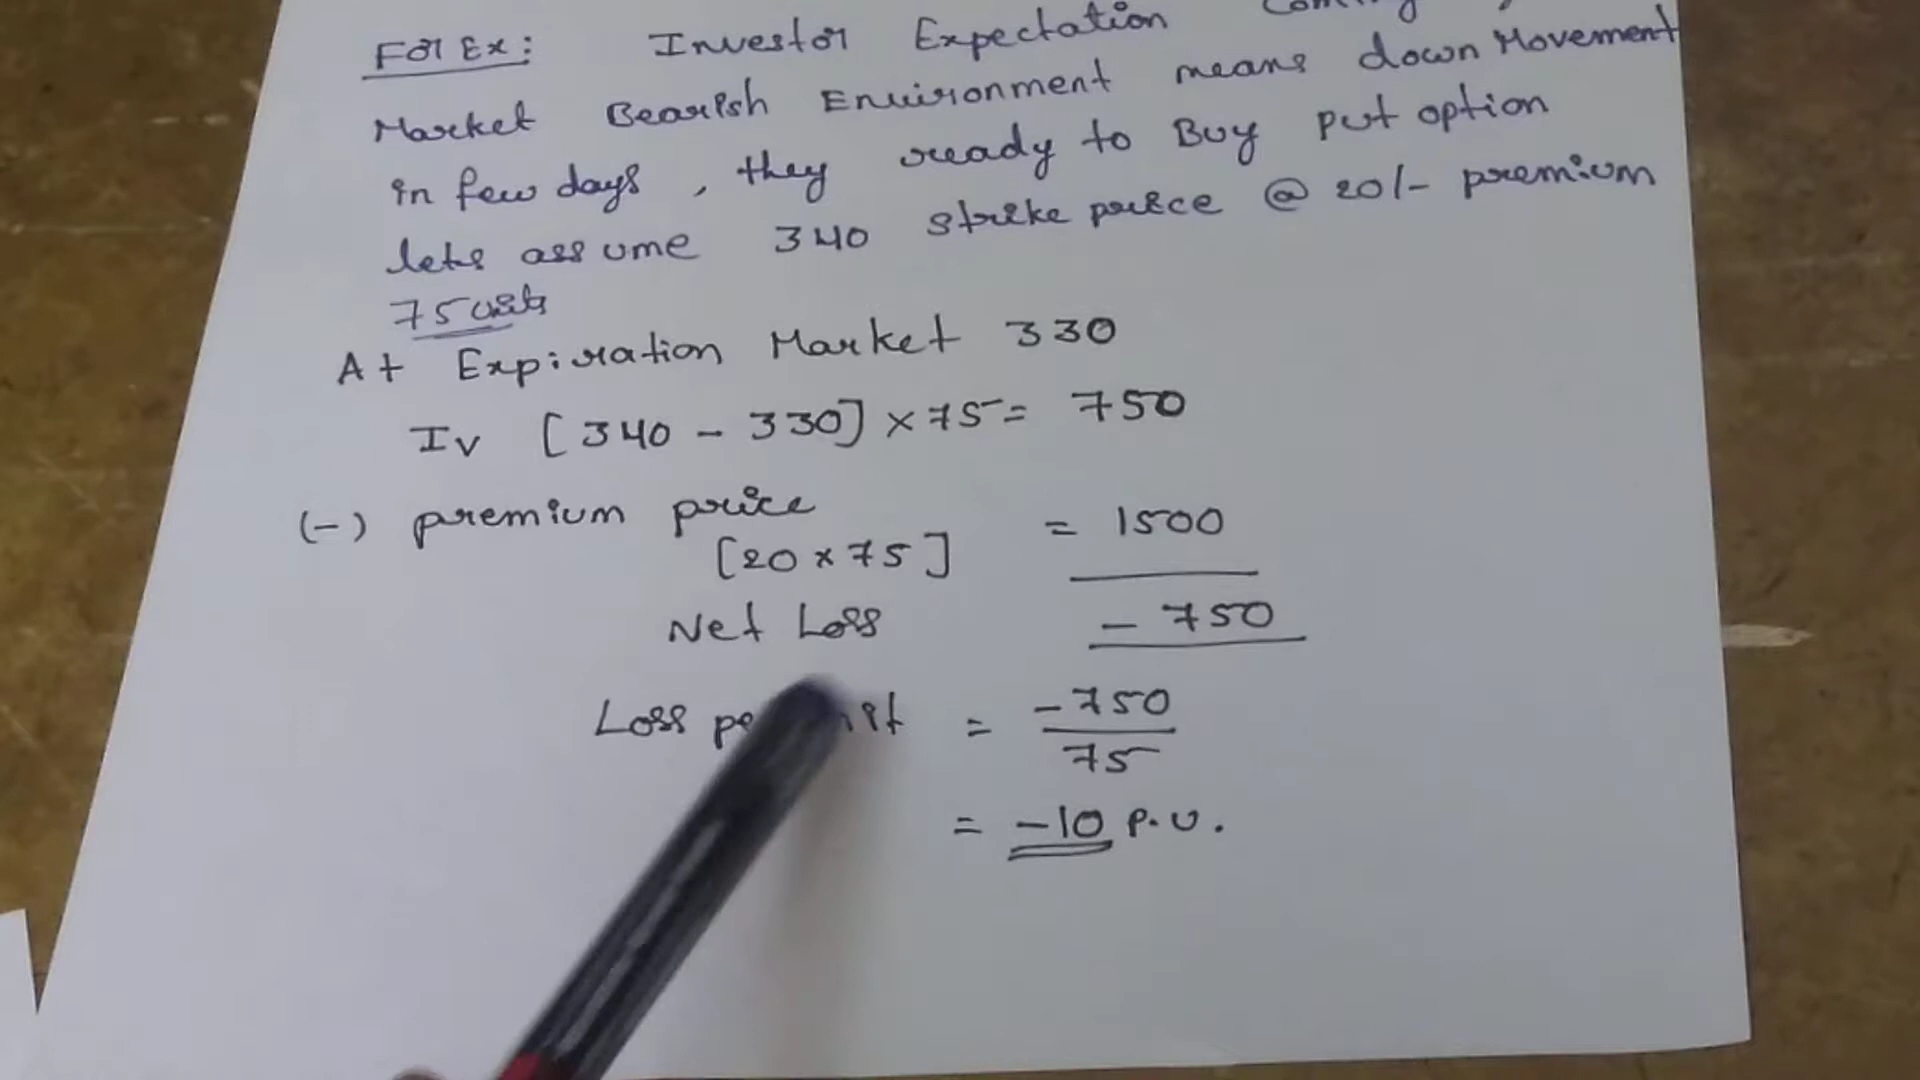 For Ex: Investor Expectation
Market Bearish Environment means down Movement
in few days, they ready to Buy put option
lets assume 340 strike price @ 20/- premium
75 units
At Expiration Market 330
IV [340 - 330] × 75 = 750
(-) premium price = 1500
[20 × 75]
Net Loss - 750
Loss = -750
75
= -10 P.U.